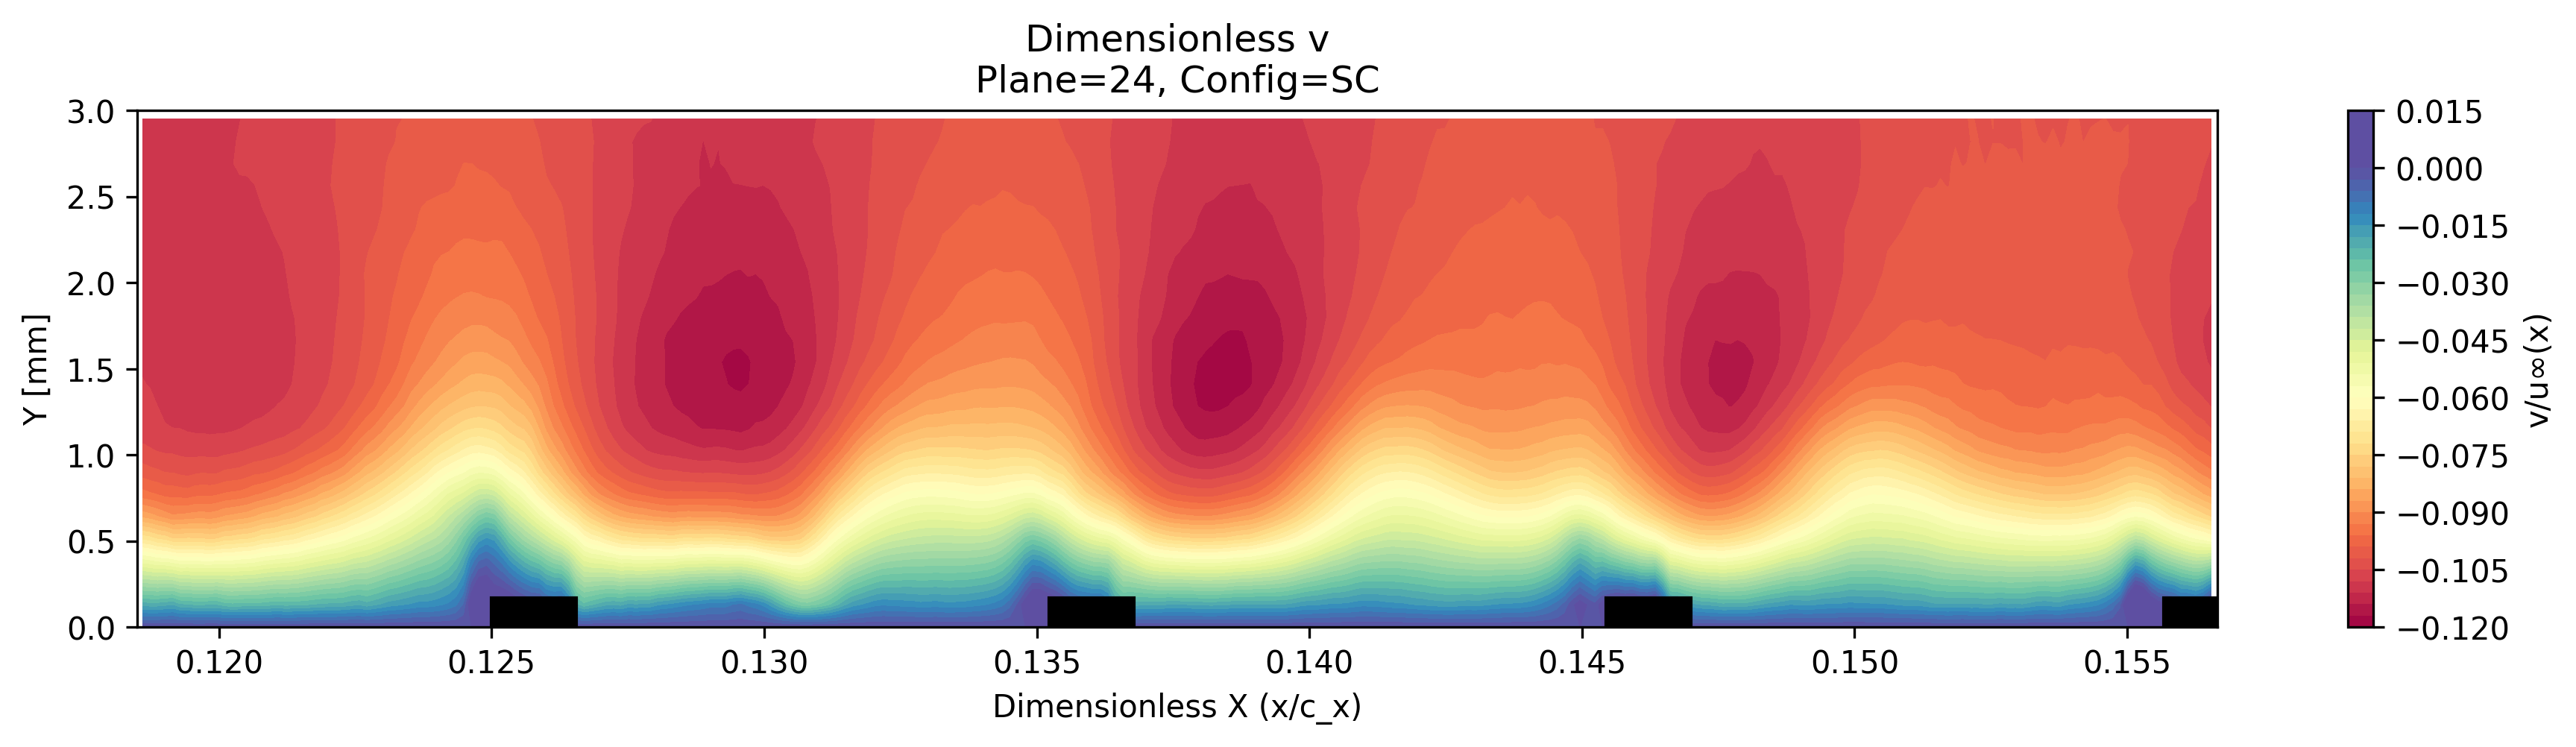 Dimensionless v
Plane=24, Config=SC
3.0
2.5
2.0
1.5
1.0
0.5
0.0
Y [mm]
0.120 0.125 0.130 0.135 0.140 0.145 0.150 0.155
Dimensionless X (x/c_x)
0.015
0.000
−0.015
−0.030
−0.045
−0.060
−0.075
−0.090
−0.105
−0.120
v/u∞(x)